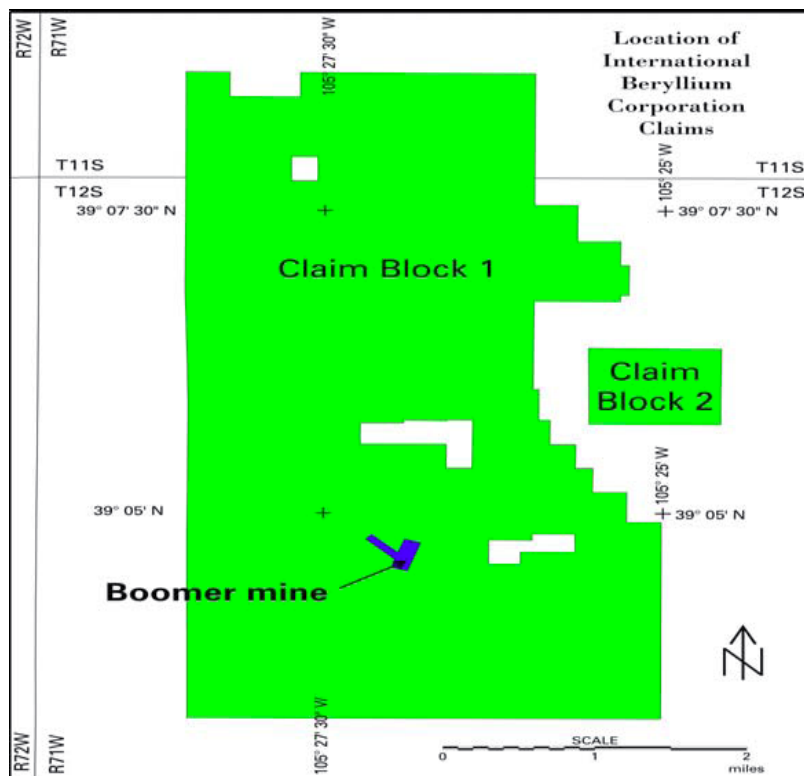 R72W
R71W
105° 27' 30" W
Location of
International
Beryllium
Corporation
Claims
T11S
T12S
105° 25' W
T11S
T12S
39° 07' 30" N
39° 07' 30" N
Claim Block 1
Claim
Block 2
105° 25' W
39° 05' N
39° 05' N
Boomer mine
N
R72W
R71W
105° 27' 30" W
SCALE
0 1 2
miles